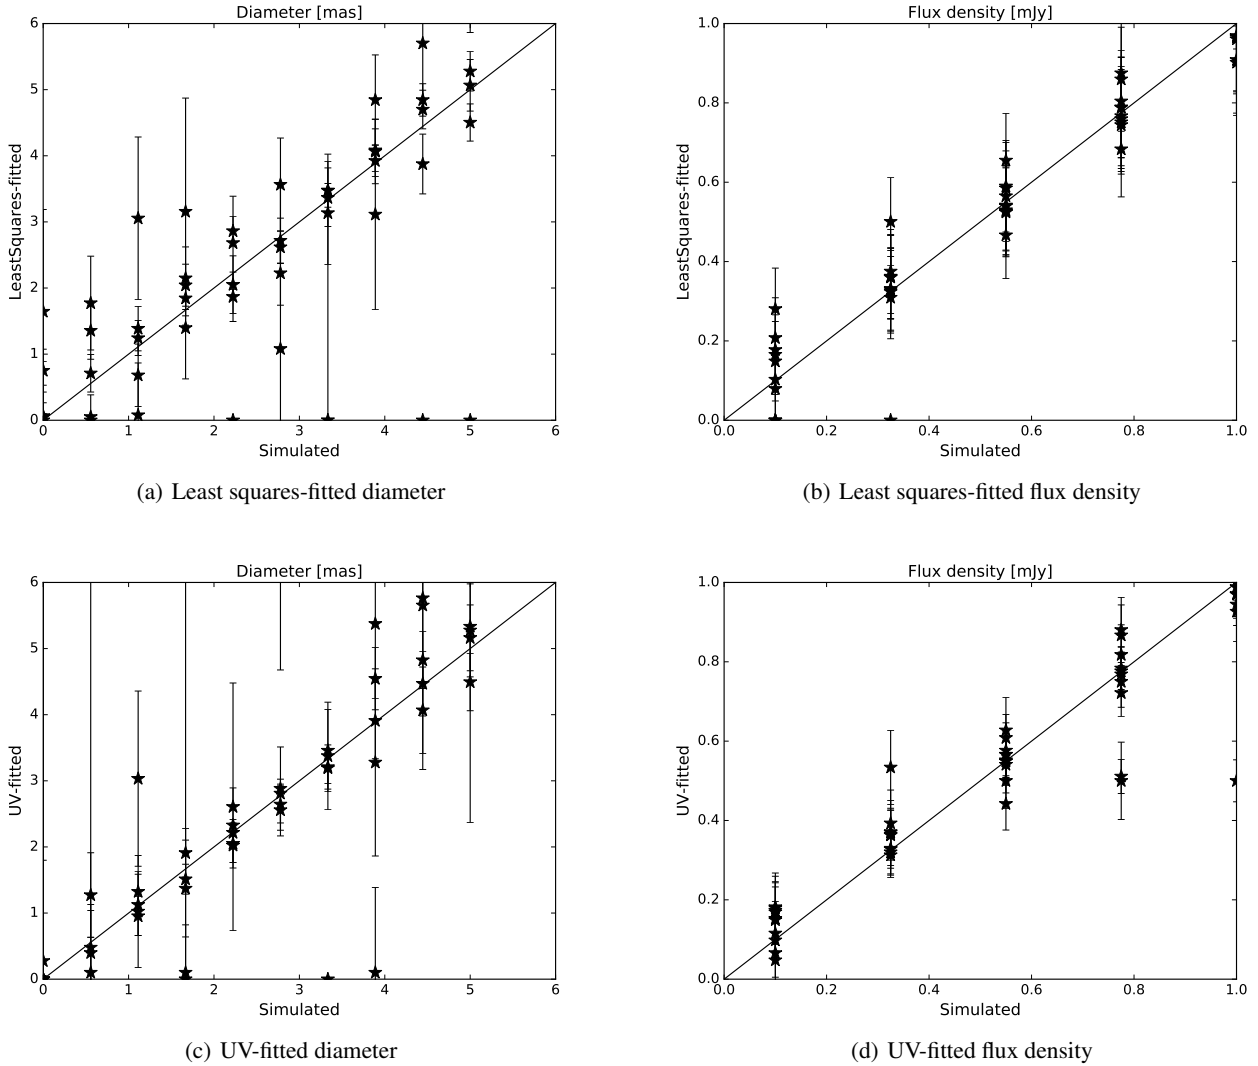 Diameter [mas]
6
5
4
3
2
1
0
LeastSquares-fitted
0 1 2 3 4 5 6
Simulated
(a) Least squares-fitted diameter
Flux density [mJy]
1.0
0.8
0.6
0.4
0.2
0.0
LeastSquares-fitted
0.0 0.2 0.4 0.6 0.8 1.0
Simulated
(b) Least squares-fitted flux density
Diameter [mas]
6
5
4
3
2
1
0
UV-fitted
0 1 2 3 4 5 6
Simulated
(c) UV-fitted diameter
Flux density [mJy]
1.0
0.8
0.6
0.4
0.2
0.0
UV-fitted
0.0 0.2 0.4 0.6 0.8 1.0
Simulated
(d) UV-fitted flux density